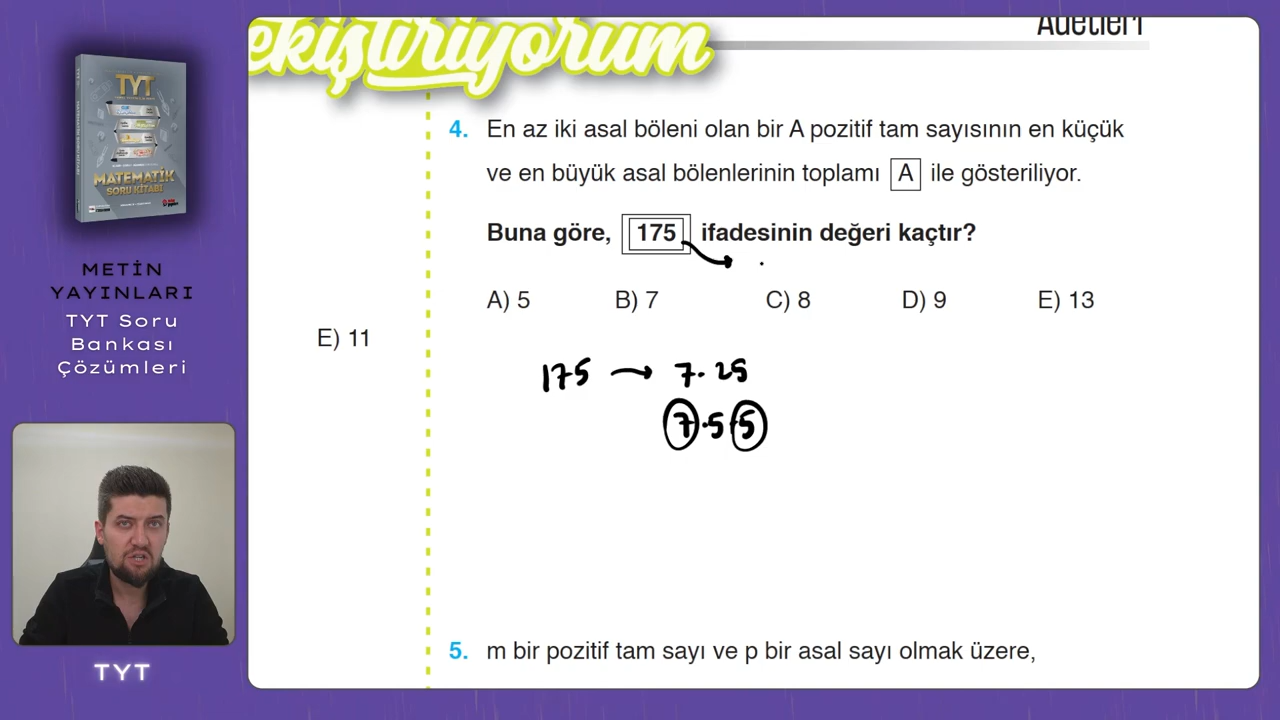 ekiştiriyorum
Adetleri
TYT
MATEMATİK
SORU KİTABI
METİN
YAYINLARI
TYT Soru
Bankası
Çözümleri
TYT
E) 11
4. En az iki asal böleni olan bir A pozitif tam sayısının en küçük
ve en büyük asal bölenlerinin toplamı A ile gösteriliyor.
Buna göre, 175 ifadesinin değeri kaçtır?
A) 5 B) 7 C) 8 D) 9 E) 13
175 → 7·25
7·5·5
5. m bir pozitif tam sayı ve p bir asal sayı olmak üzere,